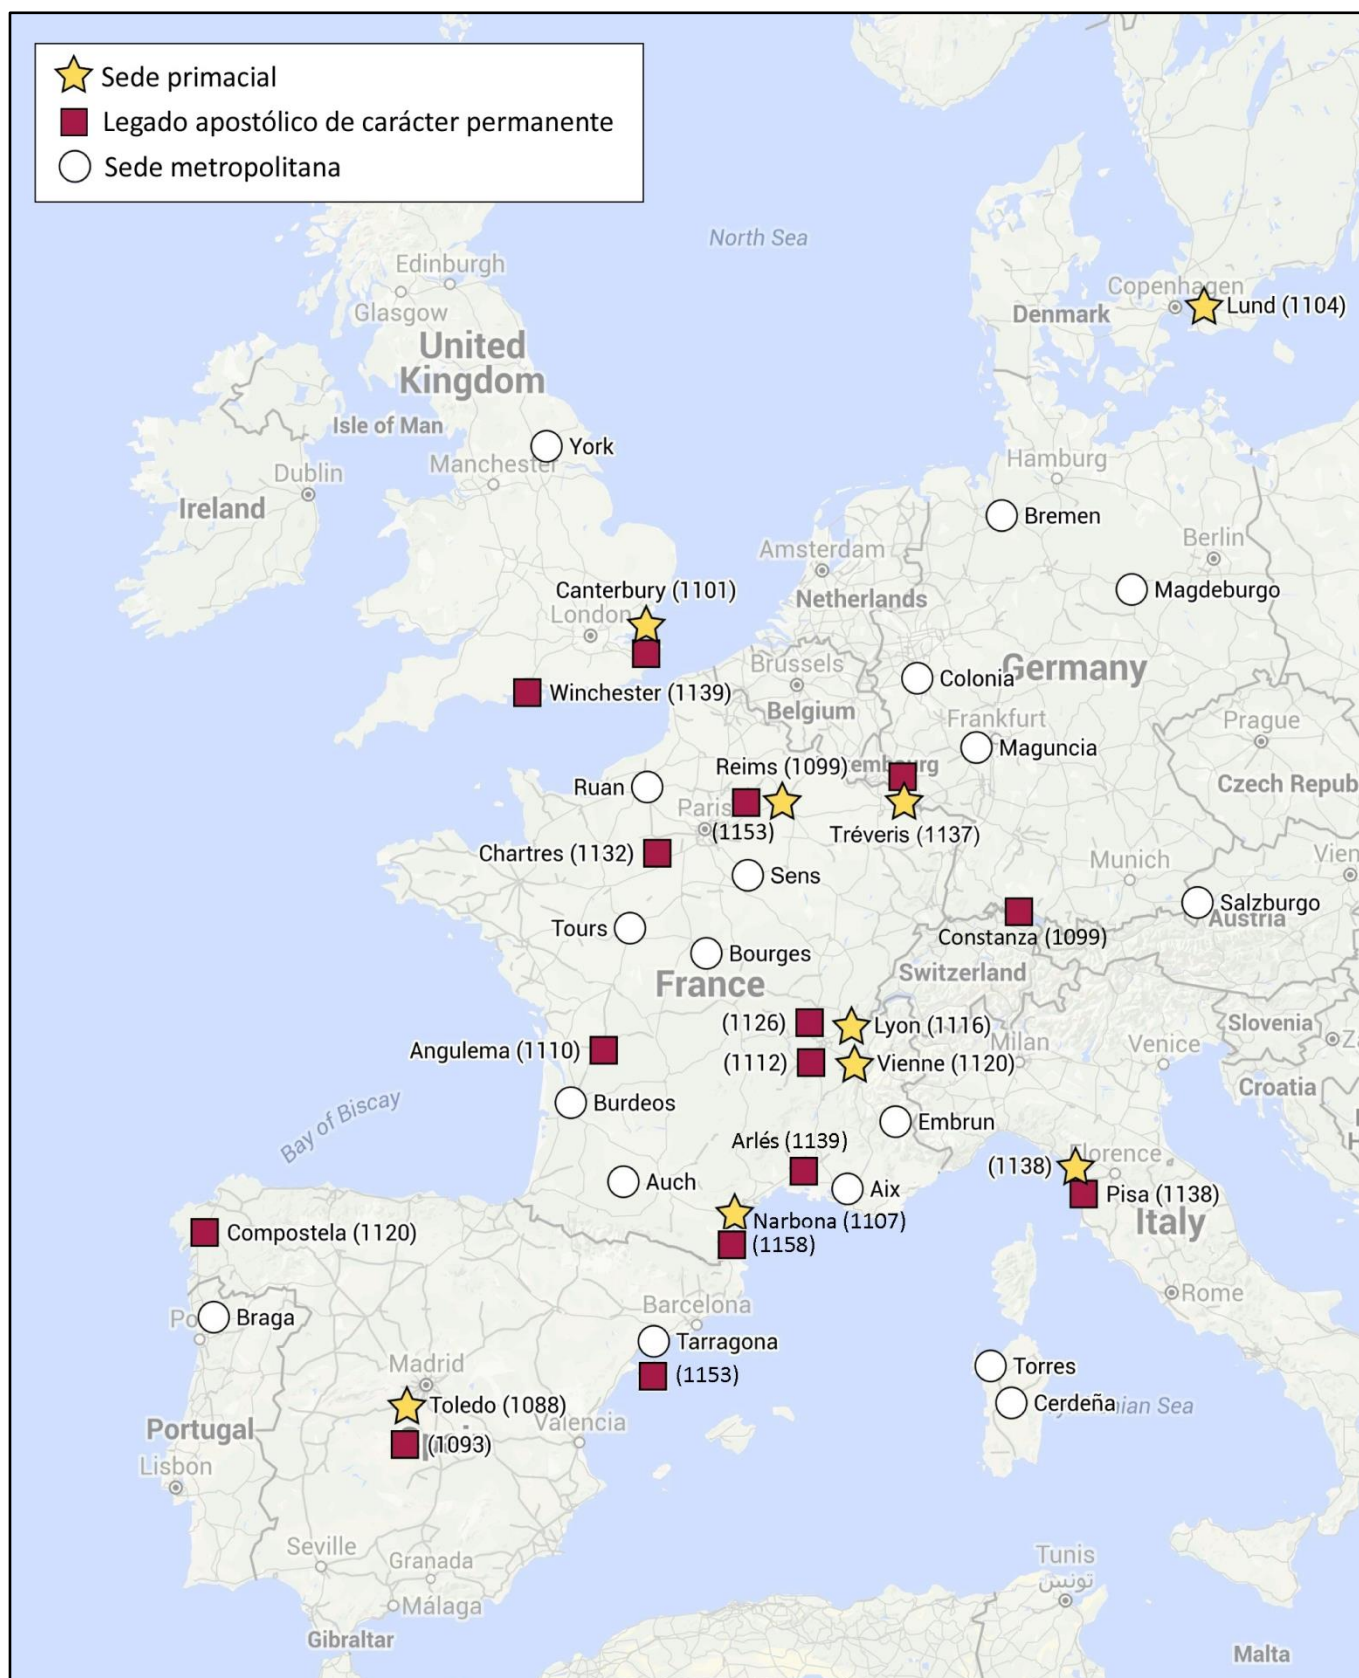 Sede primacial
Legado apostólico de carácter permanente
Sede metropolitana
North Sea
Edinburgh
Glasgow
Copenhagen
Denmark
Lund (1104)
United
Kingdom
Isle of Man
York
Manchester
Dublin
Ireland
Hamburg
Bremen
Berlin
Amsterdam
Netherlands
Magdeburgo
Canterbury (1101)
London
Brussels
Belgium
Colonia
Germany
Winchester (1139)
Frankfurt
Prague
Maguncia
Czech Repub
Reims (1099)
embourg
Ruan
Paris
(1153)
Tréveris (1137)
Chartres (1132)
Munich
Vien
Sens
Salzburgo
Austria
Tours
Constanza (1099)
Bourges
Switzerland
France
(1126)
Lyon (1116)
Slovenia
Angulema (1110)
(1112)
Vienne (1120)
Milan
Venice
Croatia
Burdeos
Bay of Biscay
Embrun
Arlés (1139)
Florence
(1138)
Auch
Aix
Pisa (1138)
Italy
Narbona (1107)
(1158)
Compostela (1120)
Rome
Barcelona
Braga
Po
Tarragona
Madrid
(1153)
Torres
Toledo (1088)
Cerdeña
nian Sea
Valencia
Portugal
(1093)
Lisbon
Seville
Granada
Málaga
Gibraltar
Tunis
تونس
Malta